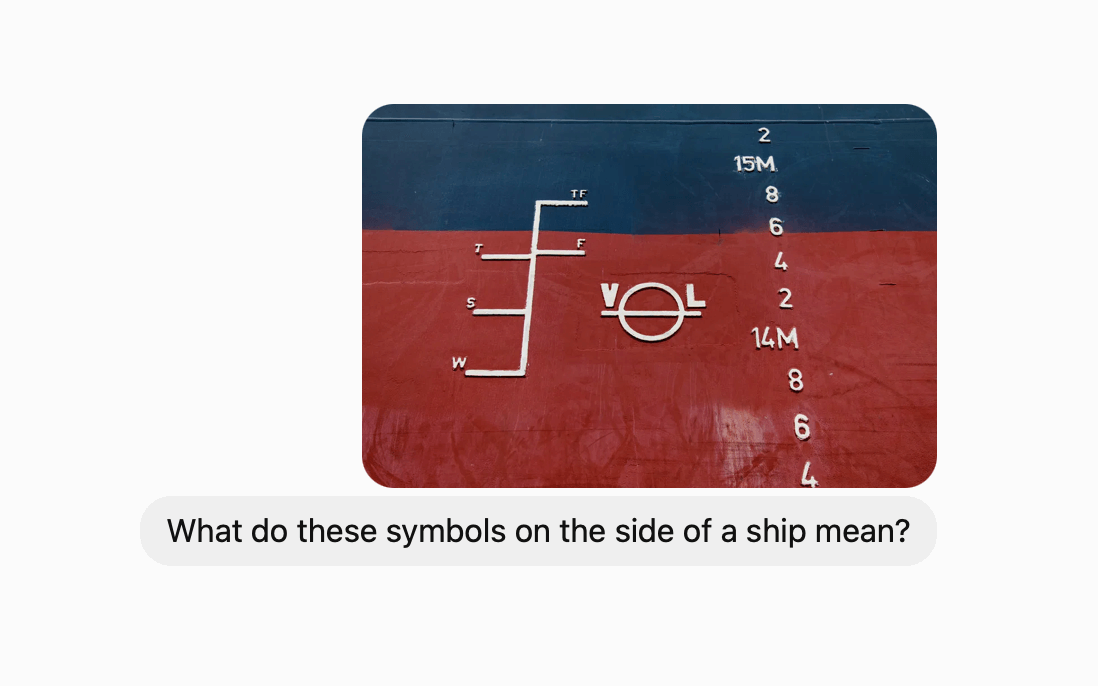 2
15M
8
TF
6
T F
4
S V L 2
14M
W
8
6
4
What do these symbols on the side of a ship mean?